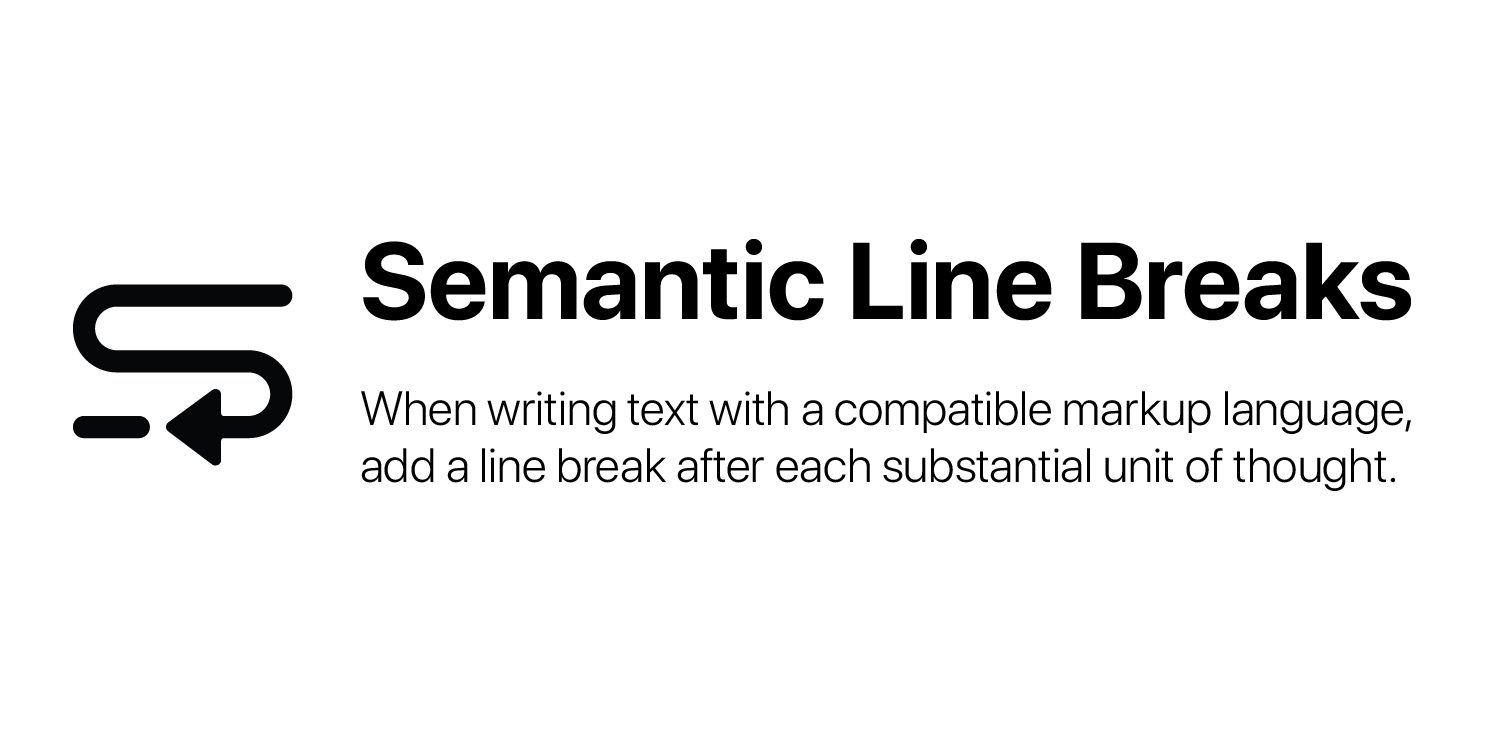 Semantic Line Breaks
When writing text with a compatible markup language,
add a line break after each substantial unit of thought.